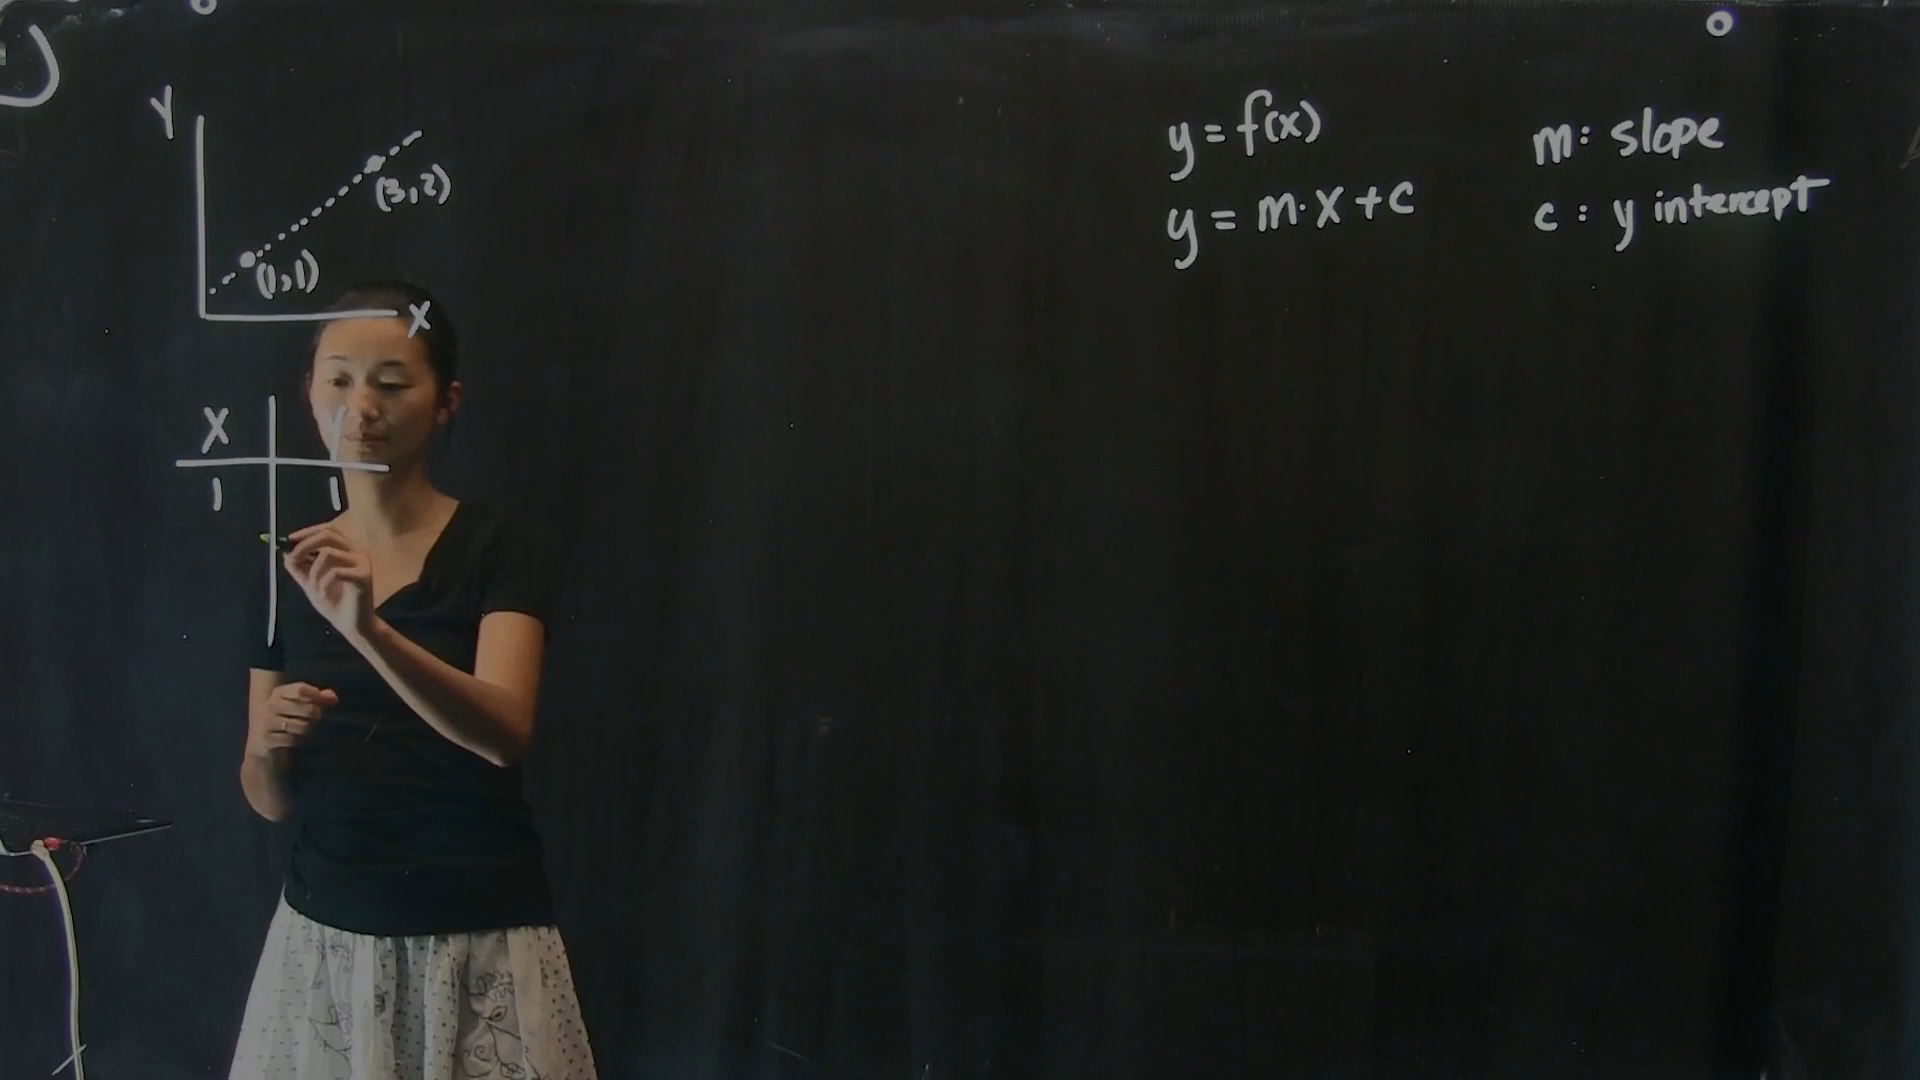 Y
(3,2)
(1,1)
X
X Y
1 1
y = f(x)
y = m·x + c
m: slope
c: y intercept